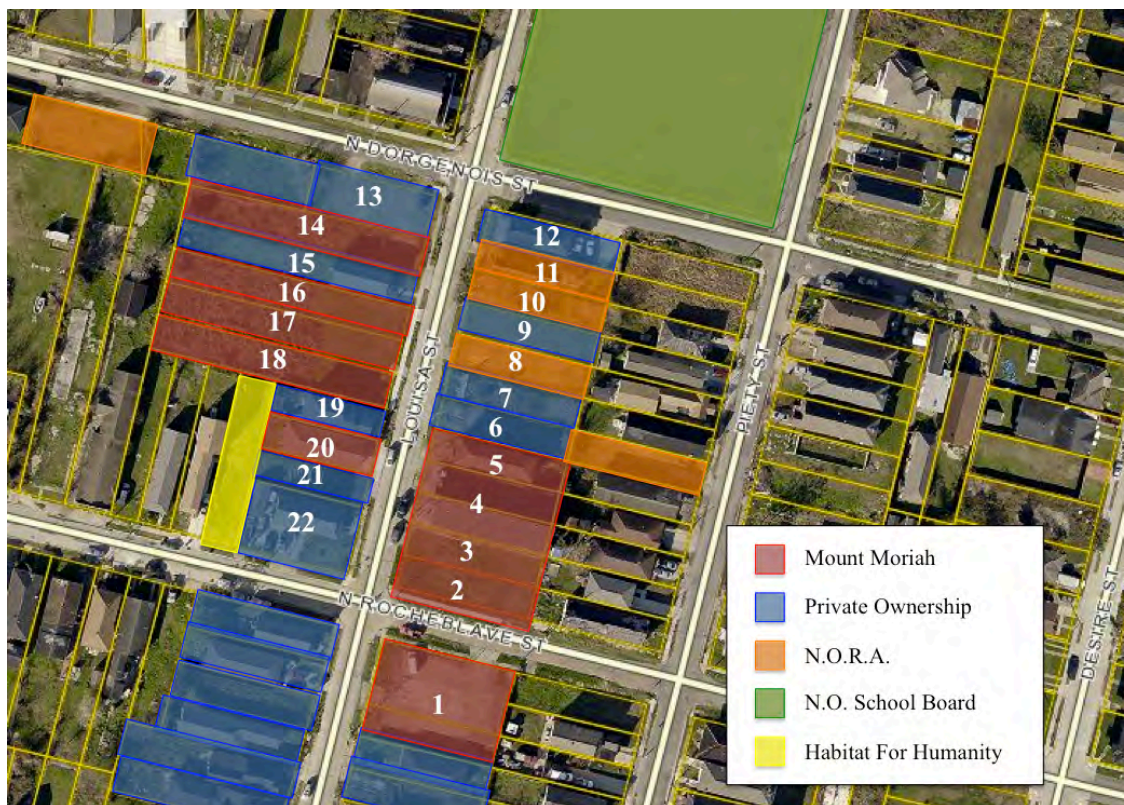 N DORGENOIS ST
13
14
12
15
11
16
10
17
9
18
8
19
7
20
6
21
5
22
4
3
2
1
LOUISA ST
PIETY ST
N ROCHEBLAVE ST
DESIRE ST
Mount Moriah
Private Ownership
N.O.R.A.
N.O. School Board
Habitat For Humanity